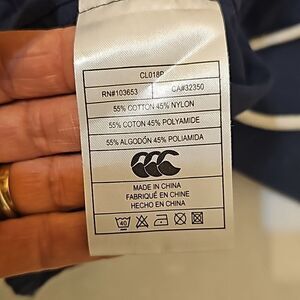 CL018P
RN#103653 CA#32350
55% COTTON 45% NYLON
55% COTTON 45% POLYAMIDE
55% ALGODÓN 45% POLIAMIDA
MADE IN CHINA
FABRIQUÉ EN CHINE
HECHO EN CHINA
40